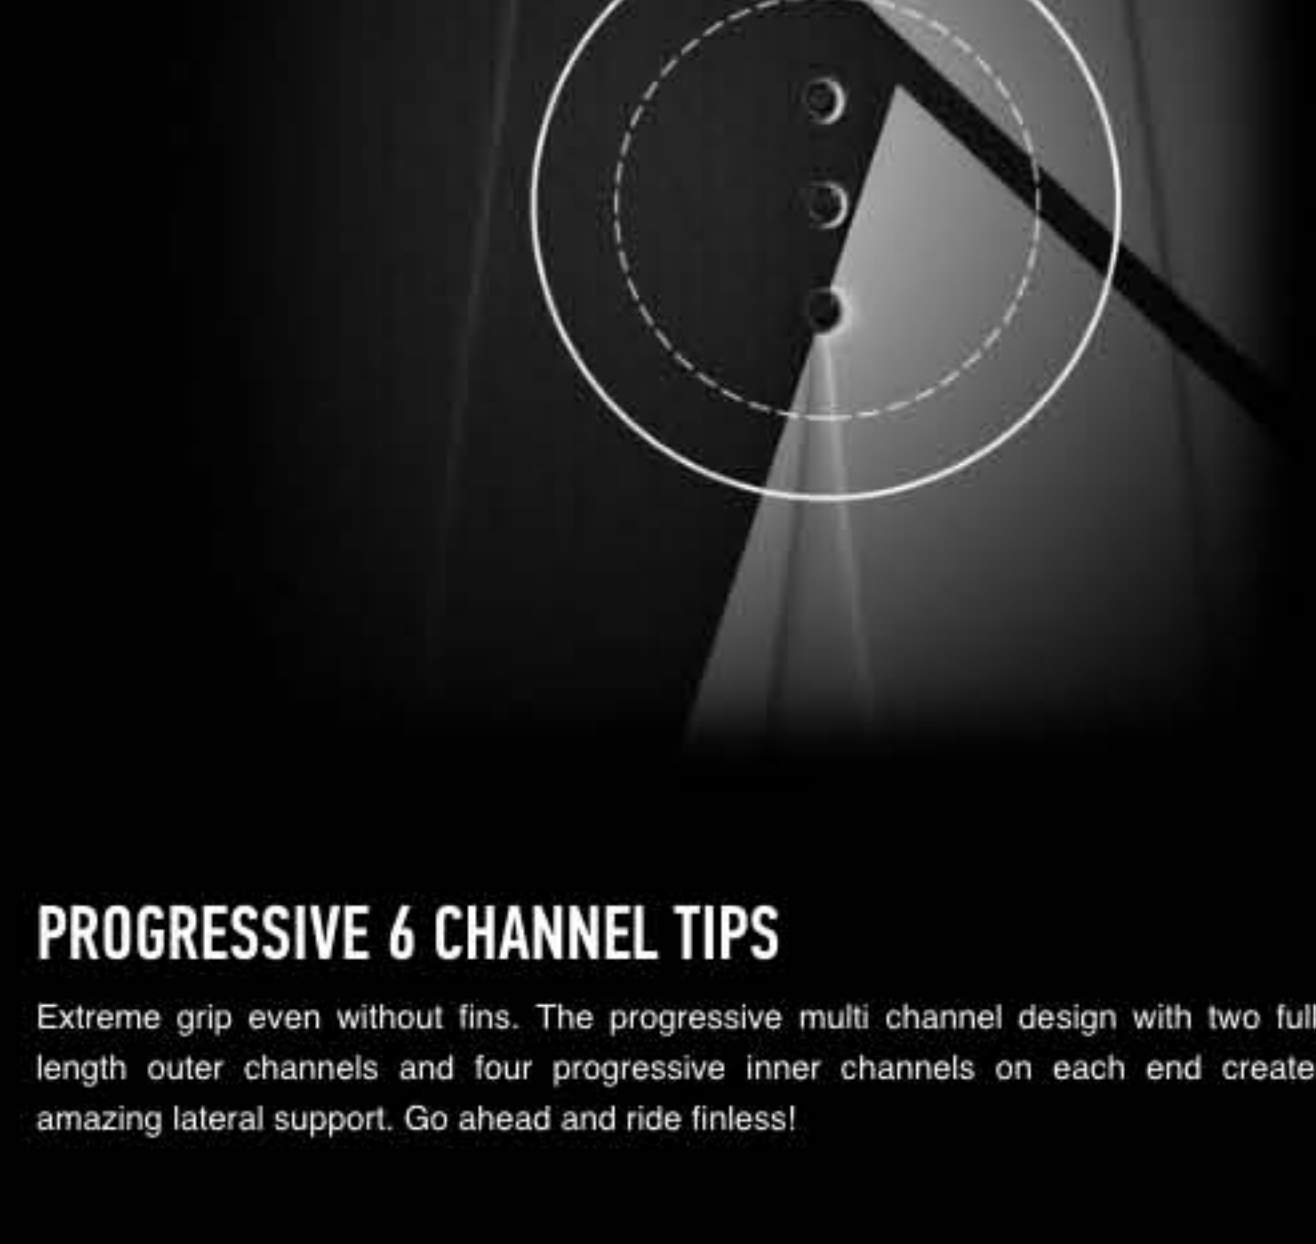 PROGRESSIVE 6 CHANNEL TIPS
Extreme grip even without fins. The progressive multi channel design with two full
length outer channels and four progressive inner channels on each end create
amazing lateral support. Go ahead and ride finless!